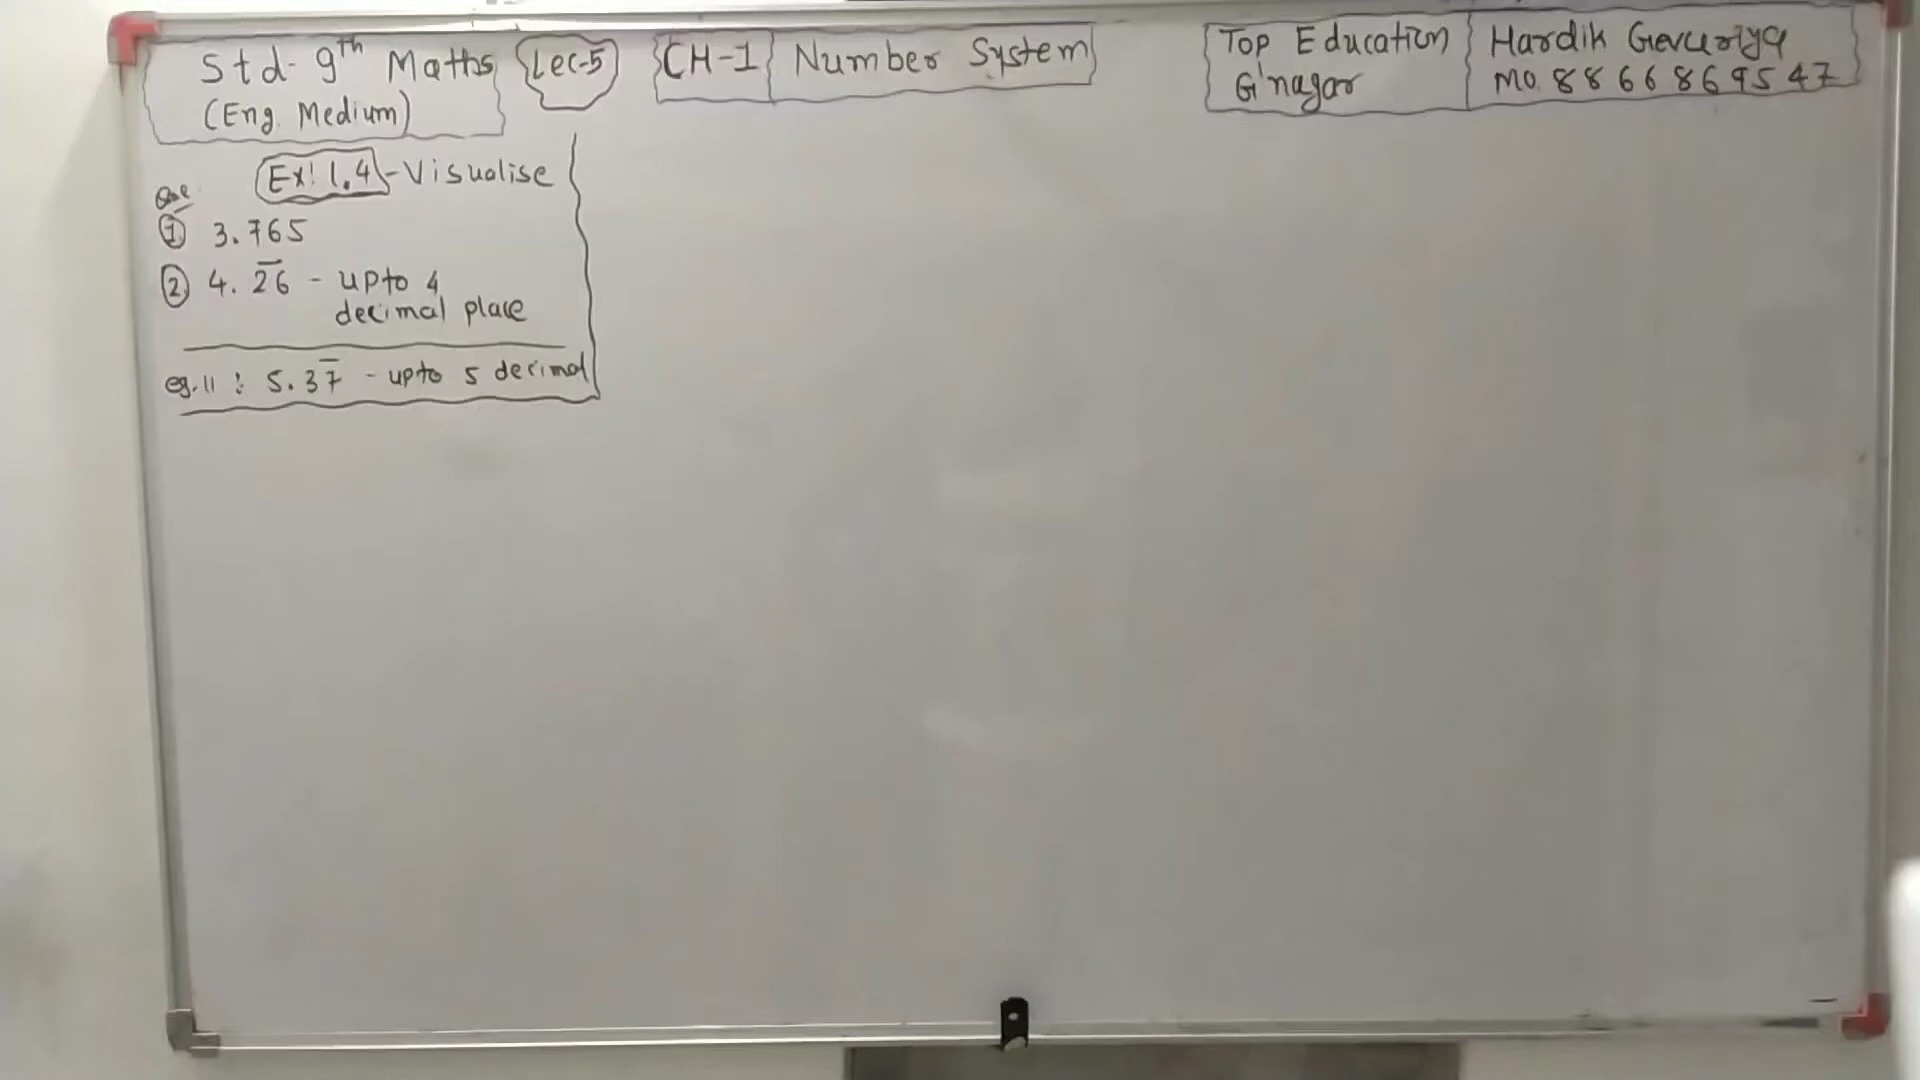 Std- 9th Maths
(Eng. Medium)
Lec-5
CH-1 Number System
Top Education
G'nagar
Hardik Gevariya
Mo. 8866869547
Ex: 1.4 - Visualise
Que
① 3.765
② 4.2̅6̅ - upto 4
decimal place
eg.11 : 5.37̅ - upto 5 decimal